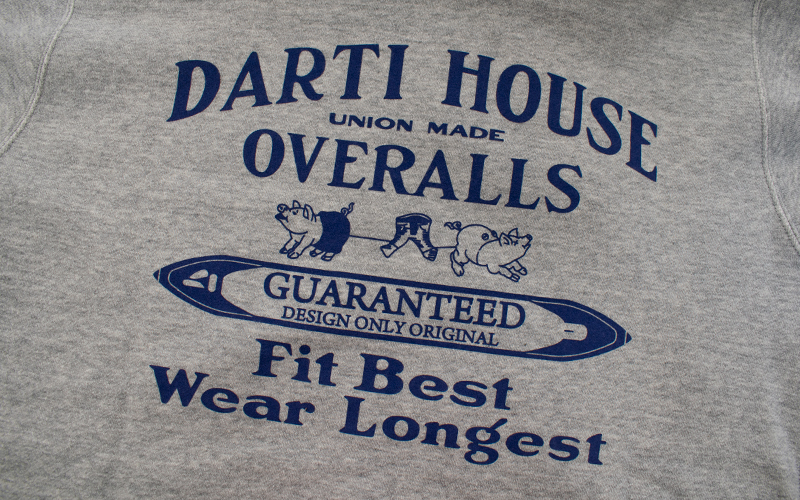 DARTI HOUSE
UNION MADE
OVERALLS
GUARANTEED
DESIGN ONLY ORIGINAL
Fit Best
Wear Longest